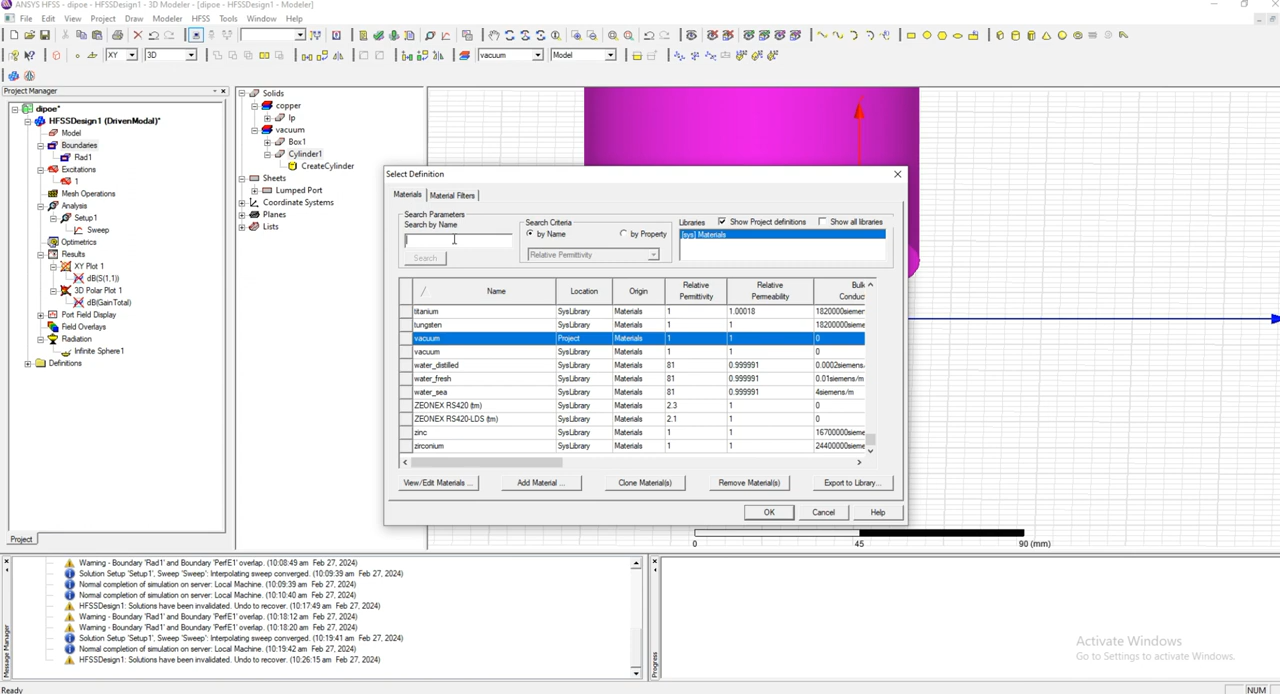 ANSYS HFSS - dipoe - HFSSDesign1 - 3D Modeler - [dipoe - HFSSDesign1 - Modeler]
File Edit View Project Draw Modeler HFSS Tools Window Help
XY 3D vacuum Model
Project Manager
dipoe*
HFSSDesign1 (DrivenModal)*
Model
Boundaries
Rad1
Excitations
1
Mesh Operations
Analysis
Setup1
Sweep
Optimetrics
Results
XY Plot 1
dB(S(1,1))
3D Polar Plot 1
dB(GainTotal)
Port Field Display
Field Overlays
Radiation
Infinite Sphere1
Definitions
Project
Solids
copper
lp
vacuum
Box1
Cylinder1
CreateCylinder
Sheets
Lumped Port
Coordinate Systems
Planes
Lists
Select Definition
Materials Material Filters
Search Parameters
Search by Name
Search
Search Criteria
by Name by Property
Relative Permittivity
Libraries Show Project definitions Show all libraries
[sys] Materials
/ Name Location Origin Relative Permittivity Relative Permeability Bulk Conduc
titanium SysLibrary Materials 1 1.00018 1820000siemer
tungsten SysLibrary Materials 1 1 18200000sieme
vacuum Project Materials 1 1 0
vacuum SysLibrary Materials 1 1 0
water_distilled SysLibrary Materials 81 0.999991 0.0002siemens
water_fresh SysLibrary Materials 81 0.999991 0.01siemens/m
water_sea SysLibrary Materials 81 0.999991 4siemens/m
ZEONEX RS420 (tm) SysLibrary Materials 2.3 1 0
ZEONEX RS420-LDS (tm) SysLibrary Materials 2.1 1 0
zinc SysLibrary Materials 1 1 16700000sieme
zirconium SysLibrary Materials 1 1 24400000sieme
View/Edit Materials ... Add Material ... Clone Material(s) Remove Material(s) Export to Library...
OK Cancel Help
0 45 90 (mm)
Message Manager
Warning - Boundary 'Rad1' and Boundary 'PerfE1' overlap. (10:08:49 am Feb 27, 2024)
Solution Setup 'Setup1', Sweep 'Sweep': Interpolating sweep converged. (10:09:39 am Feb 27, 2024)
Normal completion of simulation on server: Local Machine. (10:09:39 am Feb 27, 2024)
Normal completion of simulation on server: Local Machine. (10:10:40 am Feb 27, 2024)
HFSSDesign1: Solutions have been invalidated. Undo to recover. (10:17:49 am Feb 27, 2024)
Warning - Boundary 'Rad1' and Boundary 'PerfE1' overlap. (10:18:12 am Feb 27, 2024)
Warning - Boundary 'Rad1' and Boundary 'PerfE1' overlap. (10:18:20 am Feb 27, 2024)
Solution Setup 'Setup1', Sweep 'Sweep': Interpolating sweep converged. (10:19:41 am Feb 27, 2024)
Normal completion of simulation on server: Local Machine. (10:19:42 am Feb 27, 2024)
HFSSDesign1: Solutions have been invalidated. Undo to recover. (10:26:15 am Feb 27, 2024)
Progress
Activate Windows
Go to Settings to activate Windows.
Ready
NUM